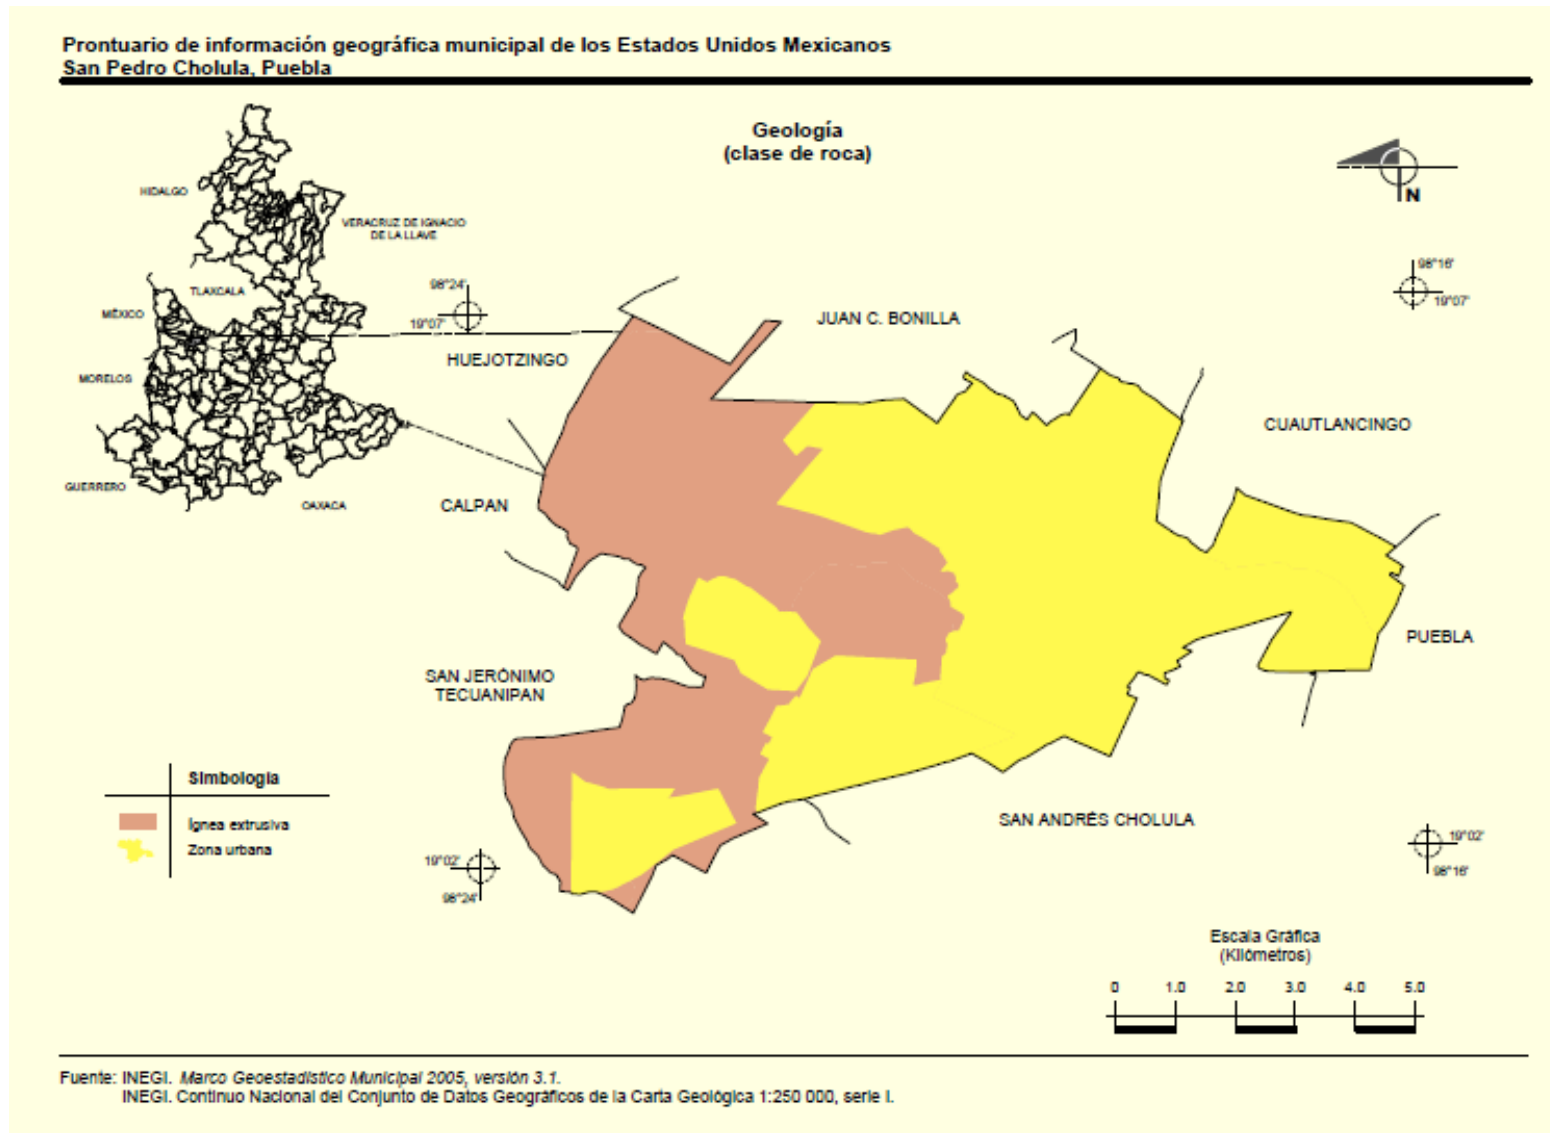 Prontuario de información geográfica municipal de los Estados Unidos Mexicanos
San Pedro Cholula, Puebla
Geología
(clase de roca)
N
HIDALGO
VERACRUZ DE IGNACIO
DE LA LLAVE
TLAXCALA
MÉXICO
MORELOS
GUERRERO
OAXACA
98°24'
19°07'
98°16'
19°07'
JUAN C. BONILLA
HUEJOTZINGO
CUAUTLANCINGO
CALPAN
PUEBLA
SAN JERÓNIMO
TECUANIPAN
SAN ANDRÉS CHOLULA
Simbología
Ígnea extrusiva
Zona urbana
19°02'
98°24'
19°02'
98°16'
Escala Gráfica
(Kilómetros)
0 1.0 2.0 3.0 4.0 5.0
Fuente: INEGI. Marco Geoestadístico Municipal 2005, versión 3.1.
INEGI. Continuo Nacional del Conjunto de Datos Geográficos de la Carta Geológica 1:250 000, serie I.